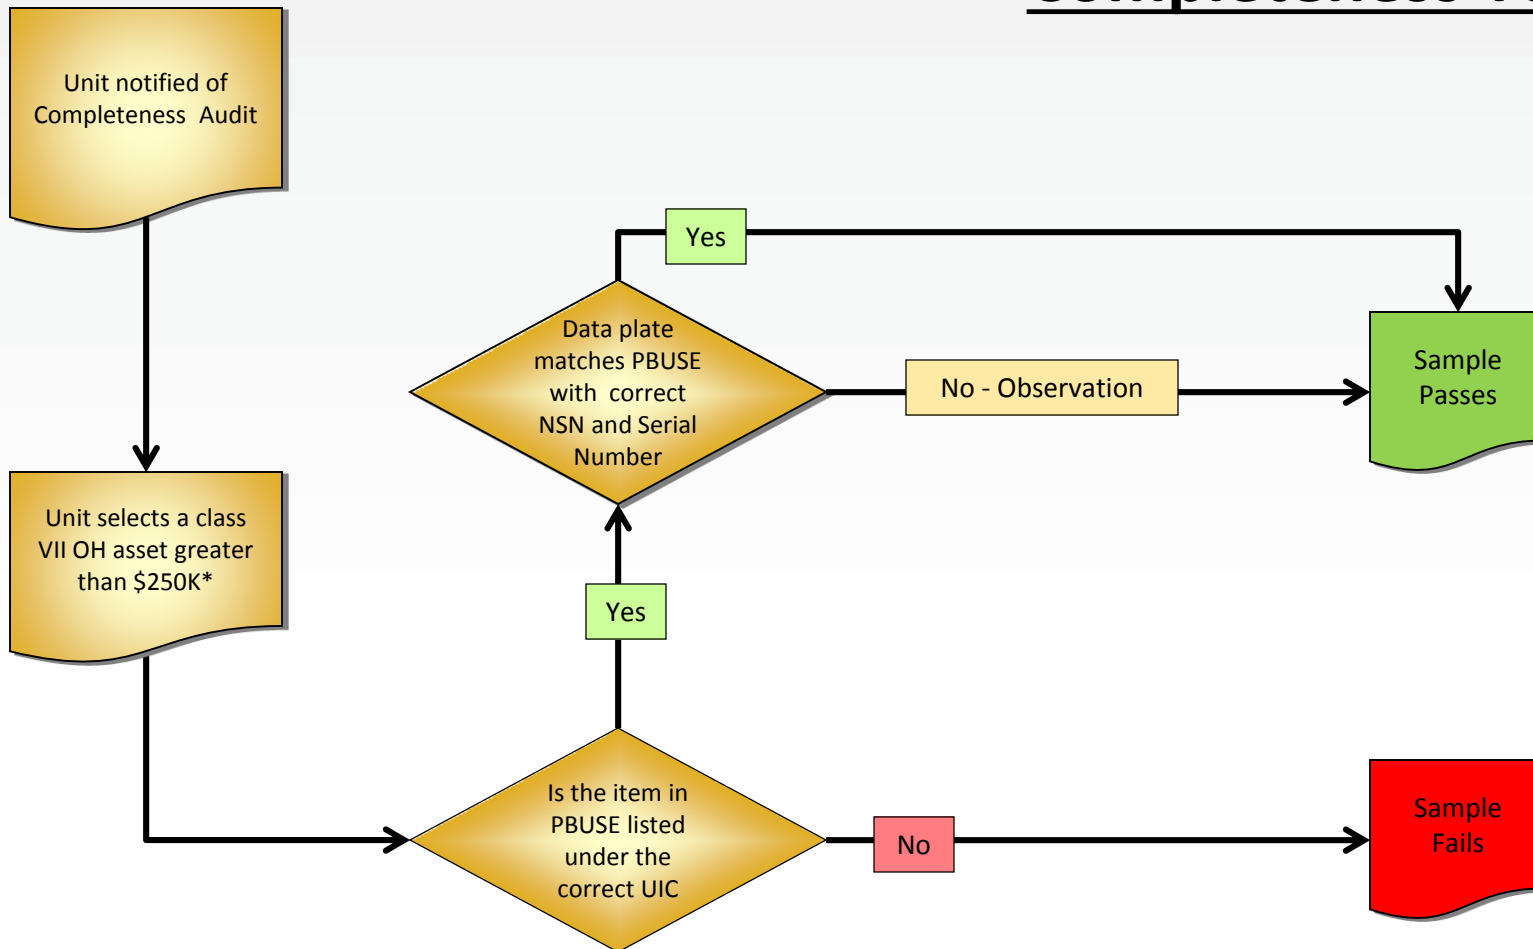 Unit notified of
Completeness  Audit
Unit selects a class
VII OH asset greater
than $250K*
Is the item in
PBUSE listed
under the
correct UIC
Yes
No
Data plate
matches PBUSE
with  correct
NSN and Serial
Number
Yes
No - Observation
Sample
Passes
Sample
Fails